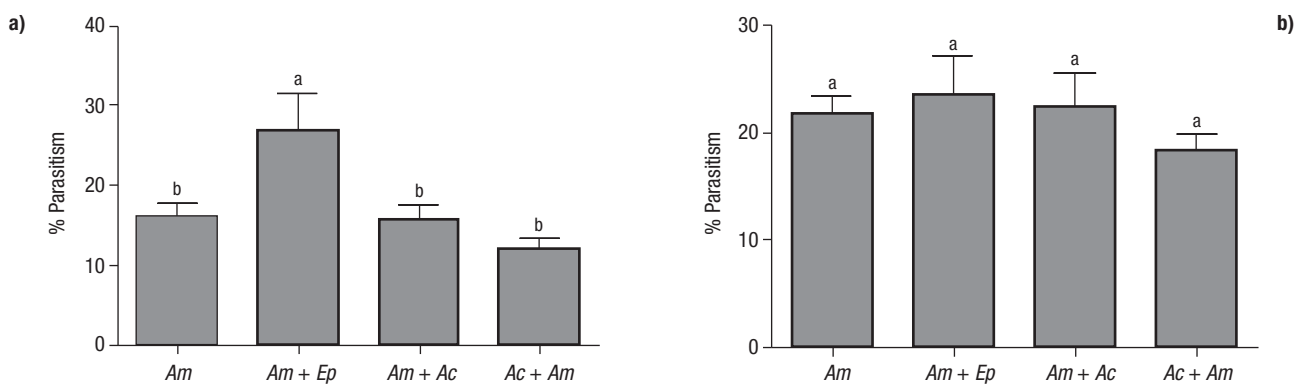 a)
40
30
20
10
0
% Parasitism
b
a
b
b
Am
Am + Ep
Am + Ac
Ac + Am
b)
30
20
10
0
% Parasitism
a
a
a
a
Am
Am + Ep
Am + Ac
Ac + Am